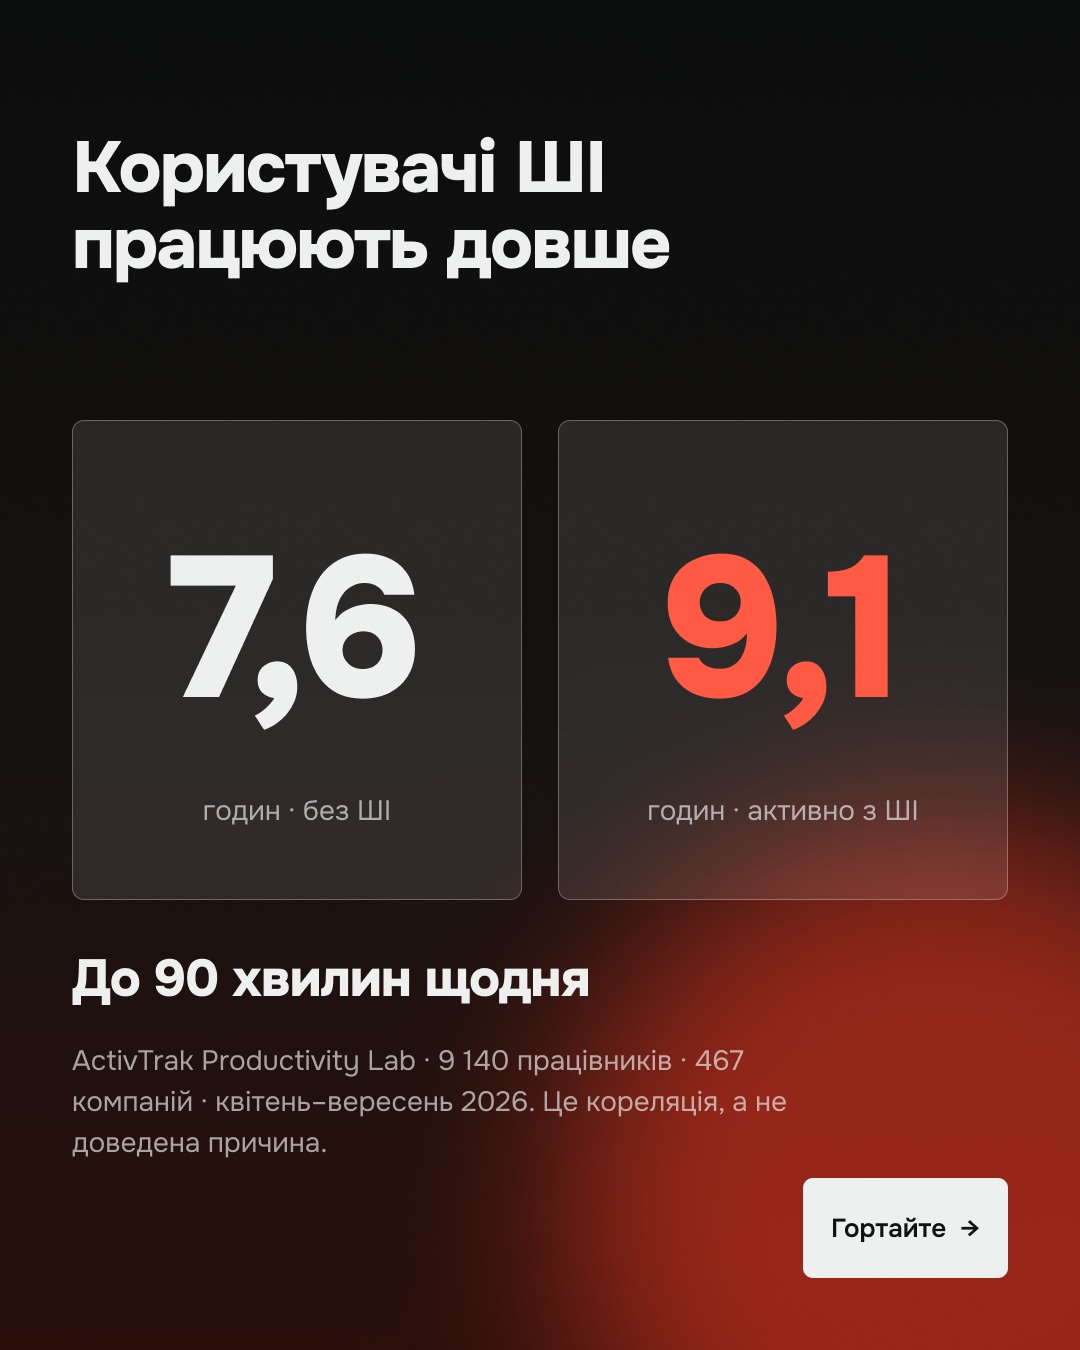 Користувачі ШІ
працюють довше
7,6
годин · без ШІ
9,1
годин · активно з ШІ
До 90 хвилин щодня
ActivTrak Productivity Lab · 9 140 працівників · 467
компаній · квітень–вересень 2026. Це кореляція, а не
доведена причина.
Гортайте →